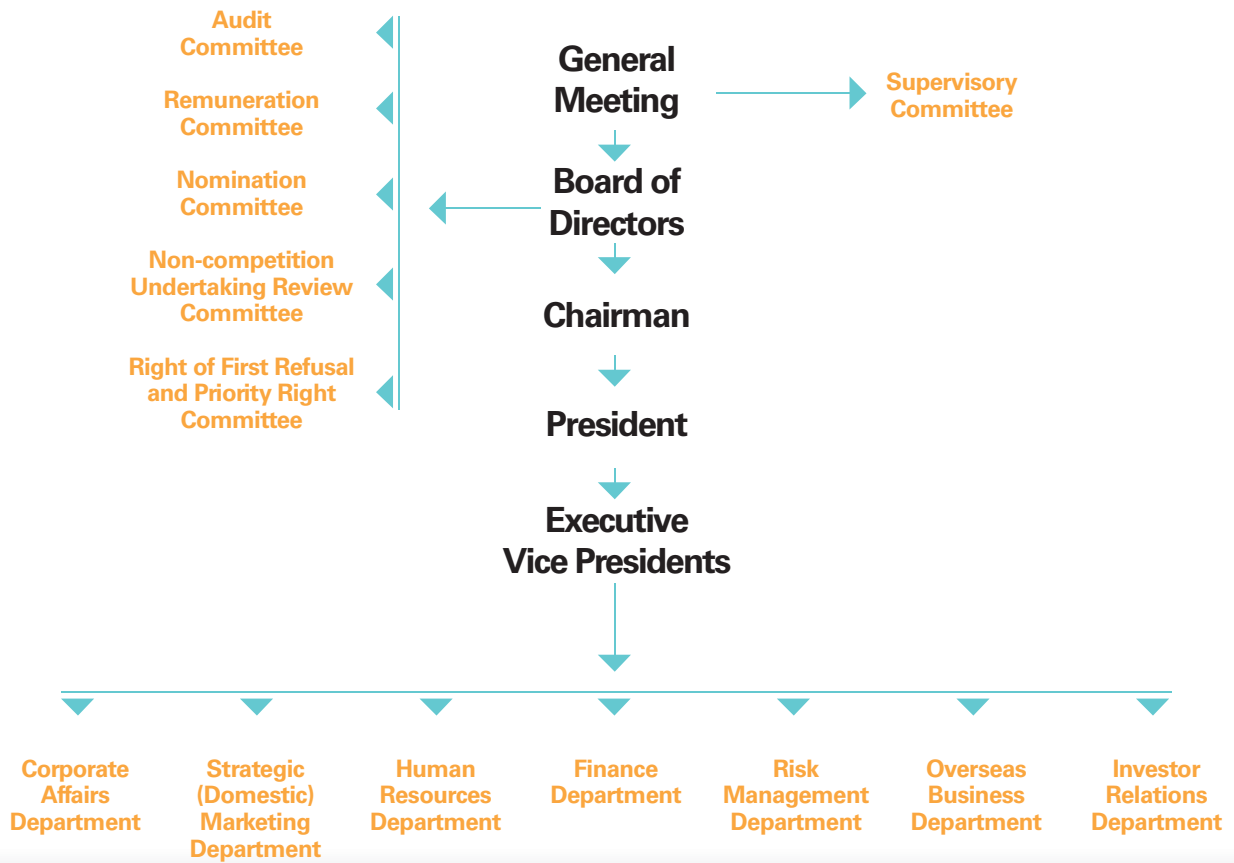 Audit
Committee
Remuneration
Committee
Nomination
Committee
Non-competition
Undertaking Review
Committee
Right of First Refusal
and Priority Right
Committee
General
Meeting
Supervisory
Committee
Board of
Directors
Chairman
President
Executive
Vice Presidents
Corporate
Affairs
Department
Strategic
(Domestic)
Marketing
Department
Human
Resources
Department
Finance
Department
Risk
Management
Department
Overseas
Business
Department
Investor
Relations
Department